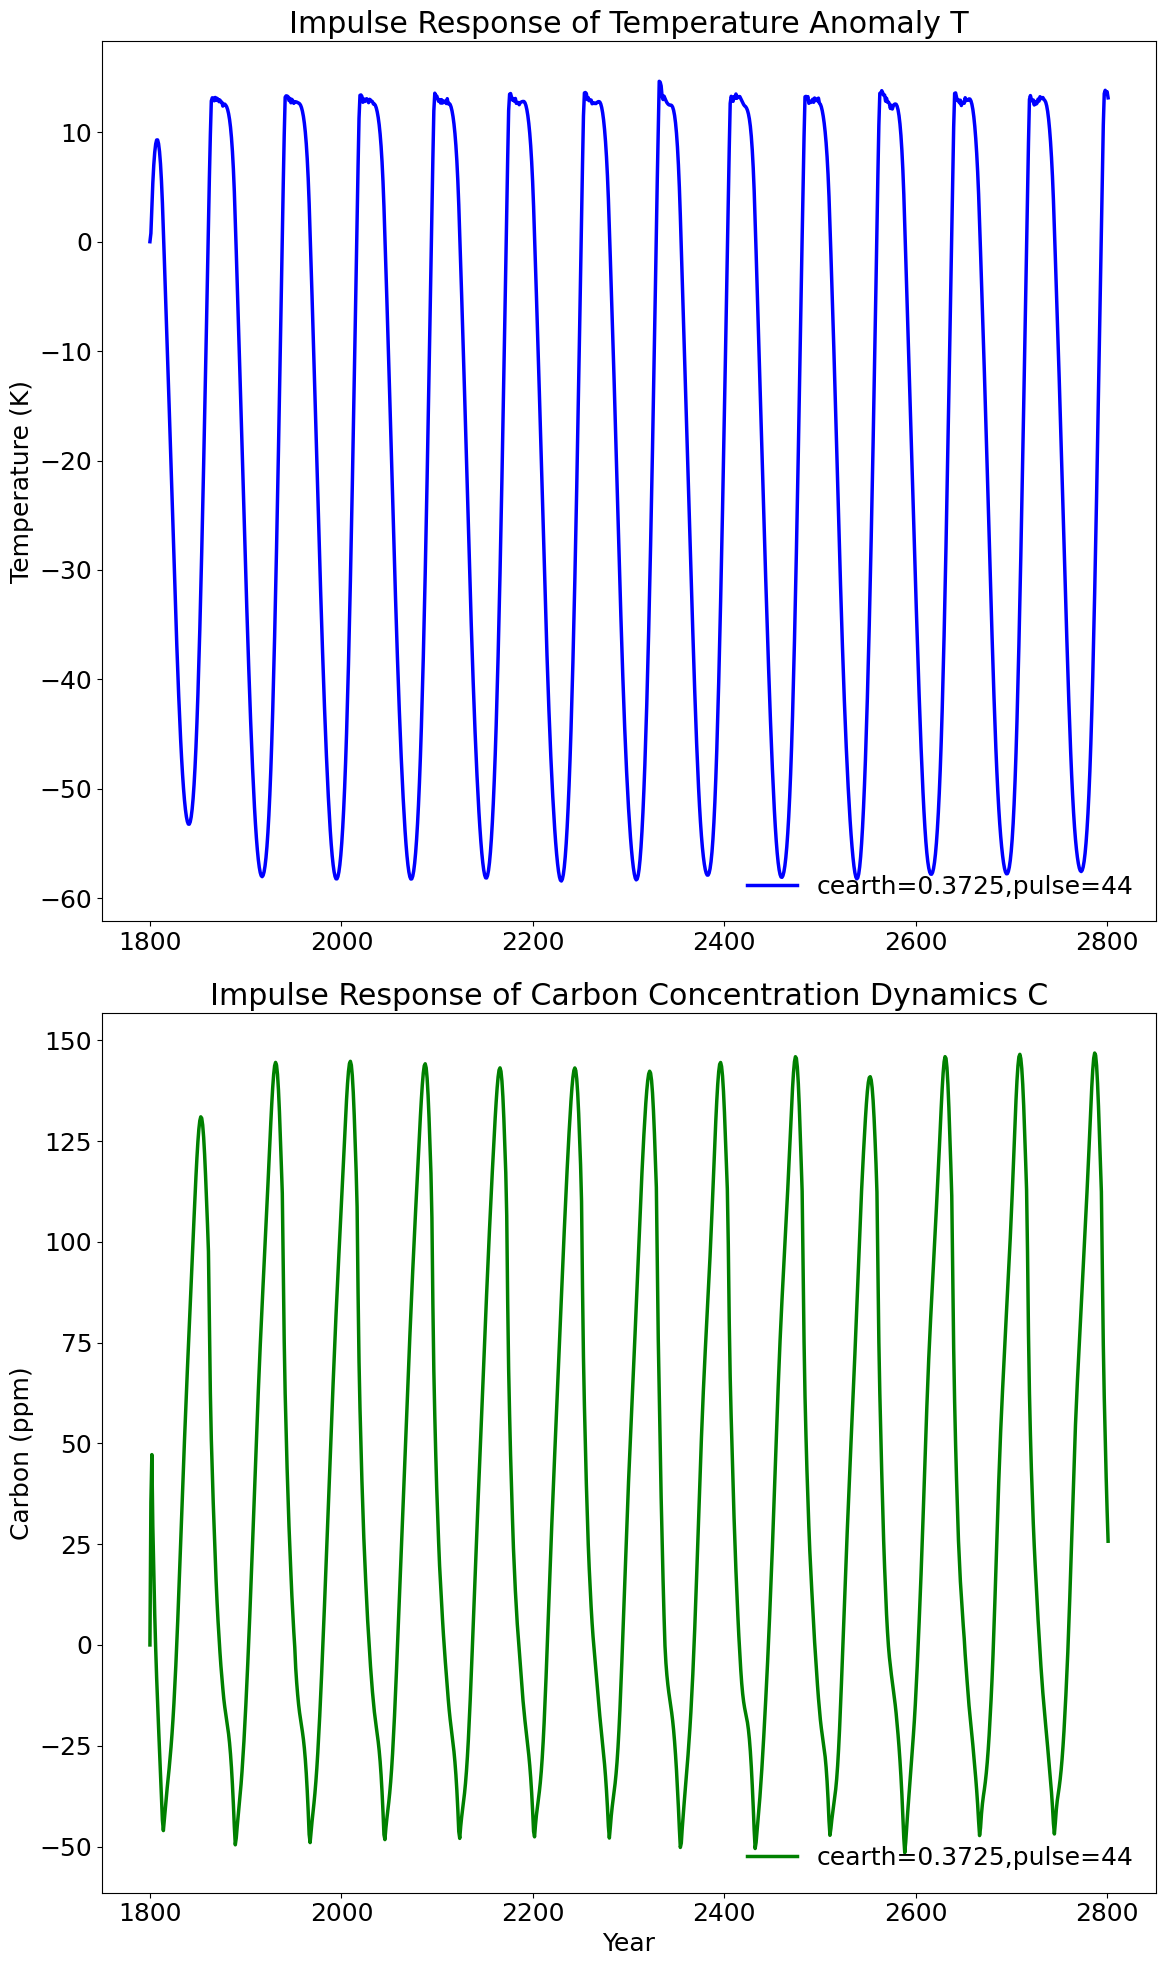 Impulse Response of Temperature Anomaly T
Temperature (K)
10
0
−10
−20
−30
−40
−50
−60
1800 2000 2200 2400 2600 2800
cearth=0.3725,pulse=44
Impulse Response of Carbon Concentration Dynamics C
Carbon (ppm)
150
125
100
75
50
25
0
−25
−50
1800 2000 2200 2400 2600 2800
cearth=0.3725,pulse=44
Year